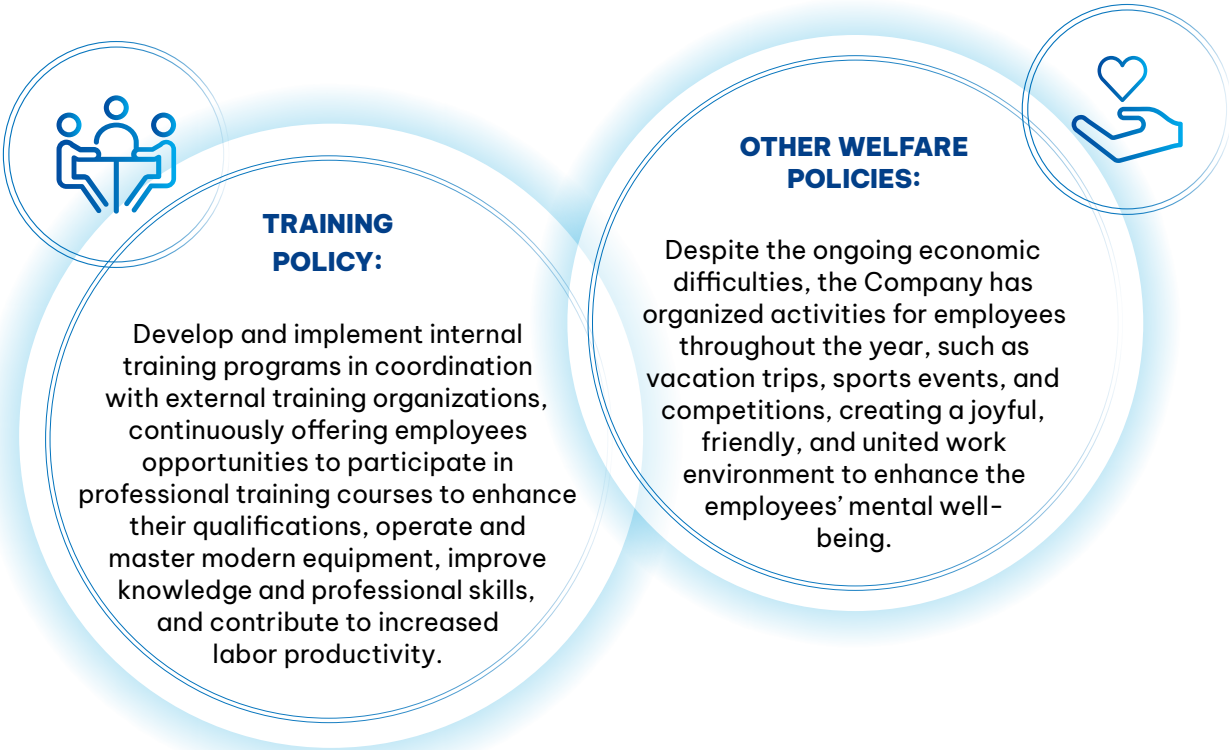 TRAINING
POLICY:
Develop and implement internal
training programs in coordination
with external training organizations,
continuously offering employees
opportunities to participate in
professional training courses to enhance
their qualifications, operate and
master modern equipment, improve
knowledge and professional skills,
and contribute to increased
labor productivity.
OTHER WELFARE
POLICIES:
Despite the ongoing economic
difficulties, the Company has
organized activities for employees
throughout the year, such as
vacation trips, sports events, and
competitions, creating a joyful,
friendly, and united work
environment to enhance the
employees’ mental well-
being.